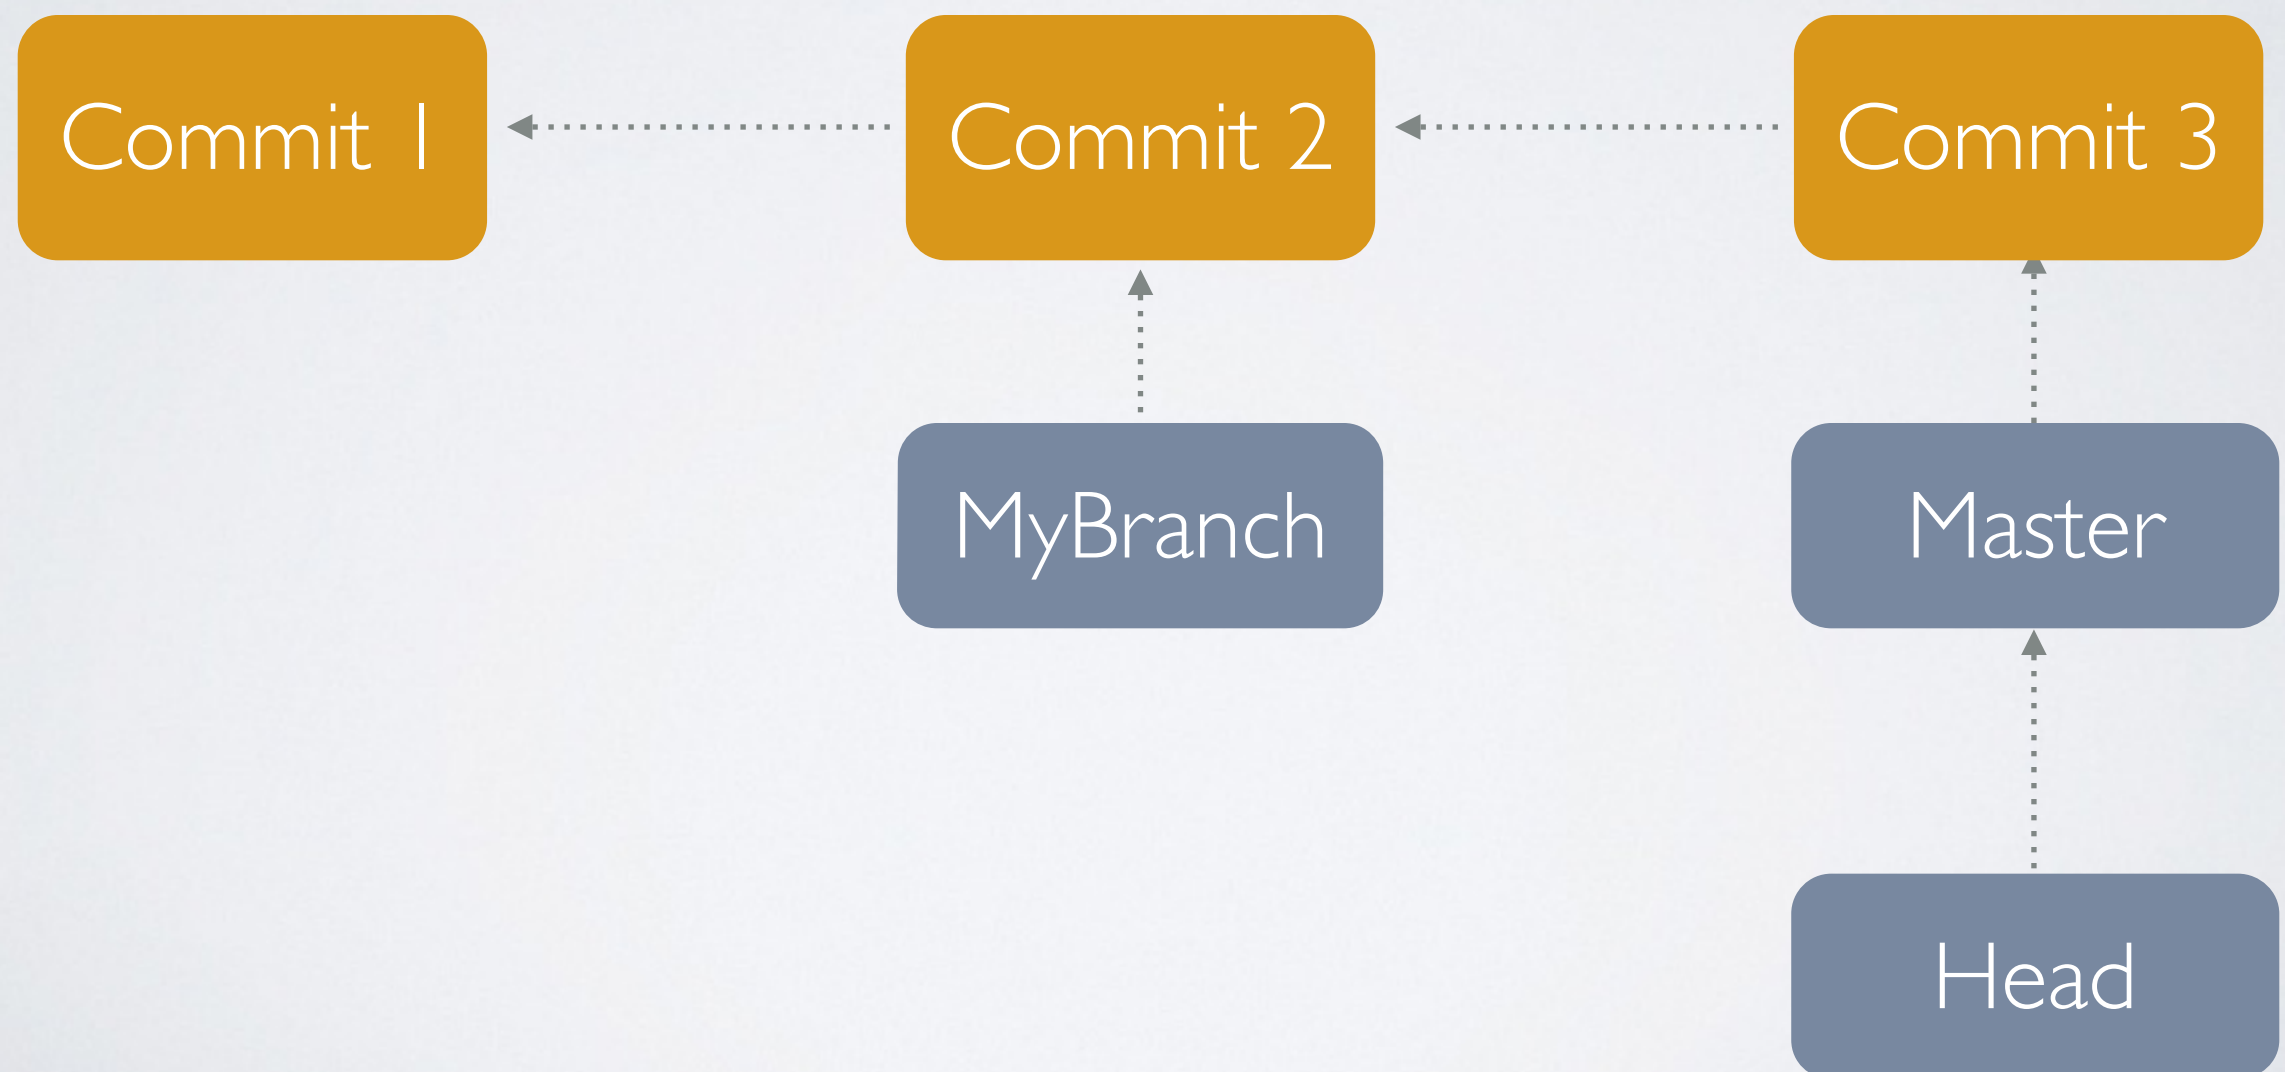 Commit 1
Commit 2
Commit 3
MyBranch
Master
Head